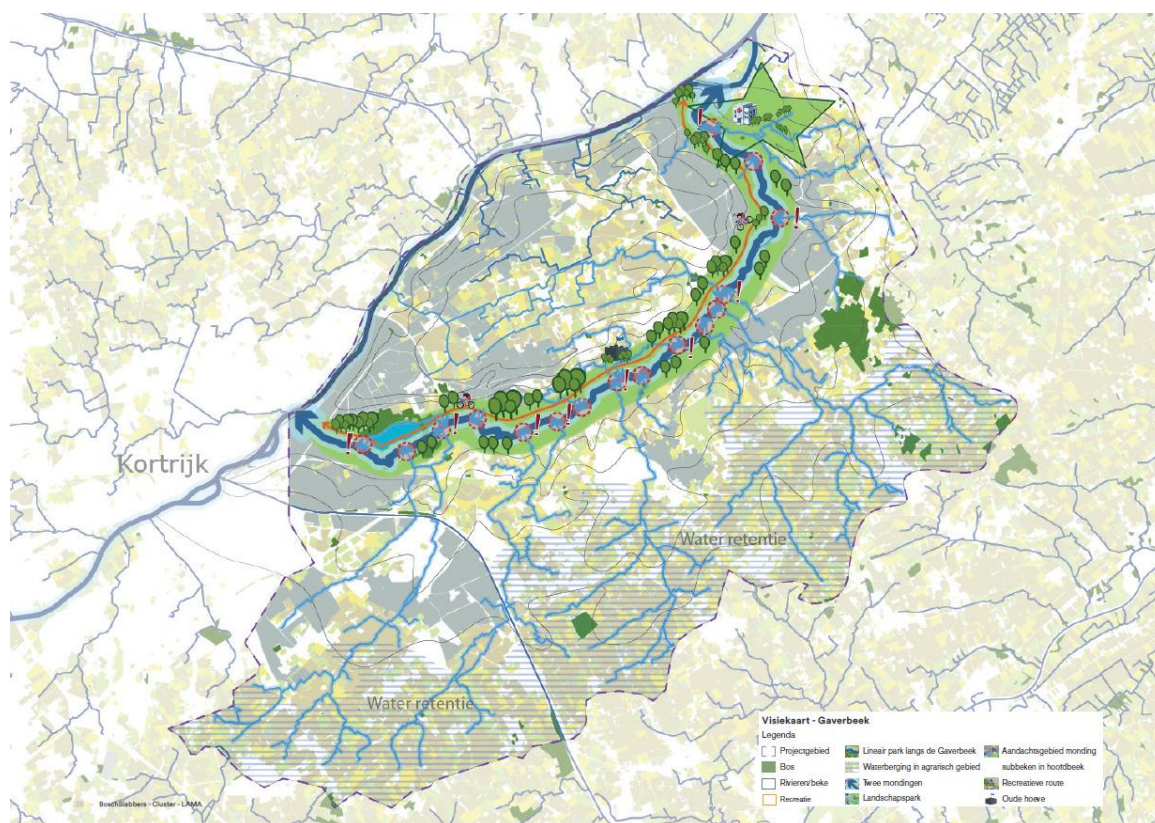 Kortrijk
Water retentie
Water retentie
Visiekaart - Gaverbeek
Legenda
Projectgebied
Bos
Rivieren/beke
Recreatie
Lineair park langs de Gaverbeek
Waterberging in agrarisch gebied
Twee mondingen
Landschapspark
Aandachtsgebied monding
subbeken in hoofdbeek
Recreatieve route
Oude hoeve
BoschSlabbers - Cluster - LAMA